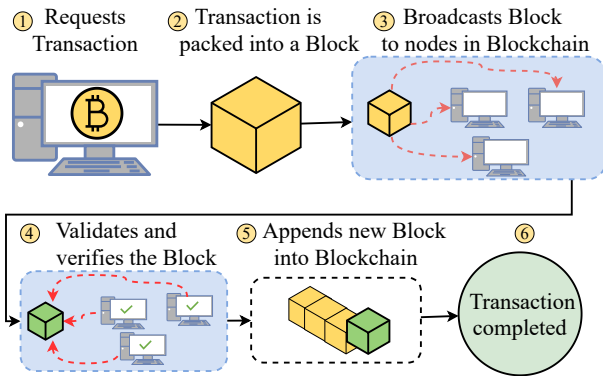 1 Requests
Transaction
2 Transaction is
packed into a Block
3 Broadcasts Block
to nodes in Blockchain
4 Validates and
verifies the Block
5 Appends new Block
into Blockchain
6
Transaction
completed